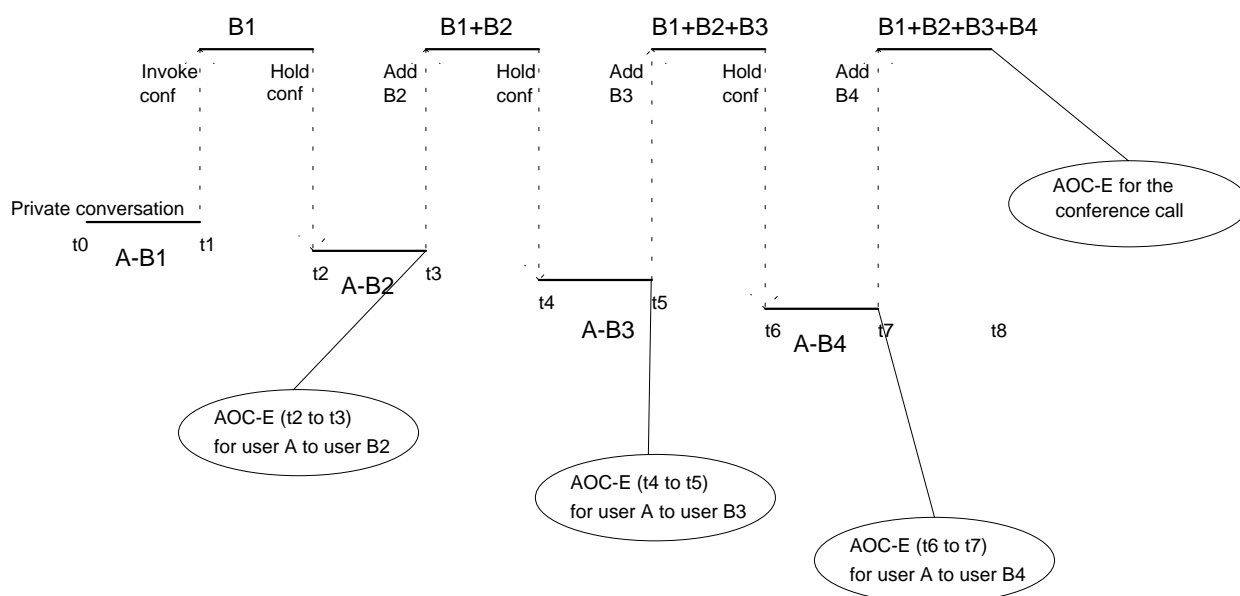 B1
B1+B2
B1+B2+B3
B1+B2+B3+B4
Invoke
conf
Hold
conf
Add
B2
Hold
conf
Add
B3
Hold
conf
Add
B4
AOC-E for the
conference call
Private conversation
t0
t1
A-B1
t2
t3
A-B2
t4
t5
A-B3
t6
t7
t8
A-B4
AOC-E (t2 to t3)
for user A to user B2
AOC-E (t4 to t5)
for user A to user B3
AOC-E (t6 to t7)
for user A to user B4